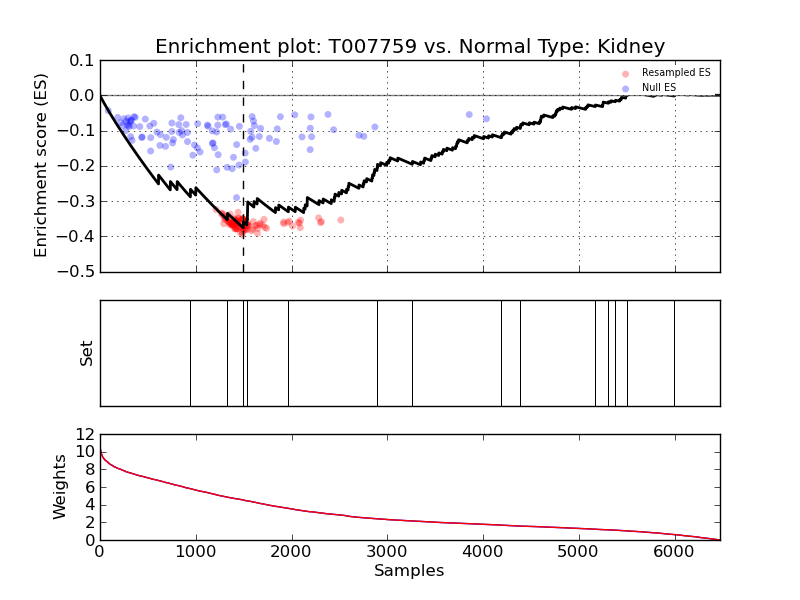 Enrichment plot: T007759 vs. Normal Type: Kidney
Enrichment score (ES)
0.1
0.0
−0.1
−0.2
−0.3
−0.4
−0.5
Resampled ES
Null ES
Set
Weights
12
10
8
6
4
2
0
0 1000 2000 3000 4000 5000 6000
Samples